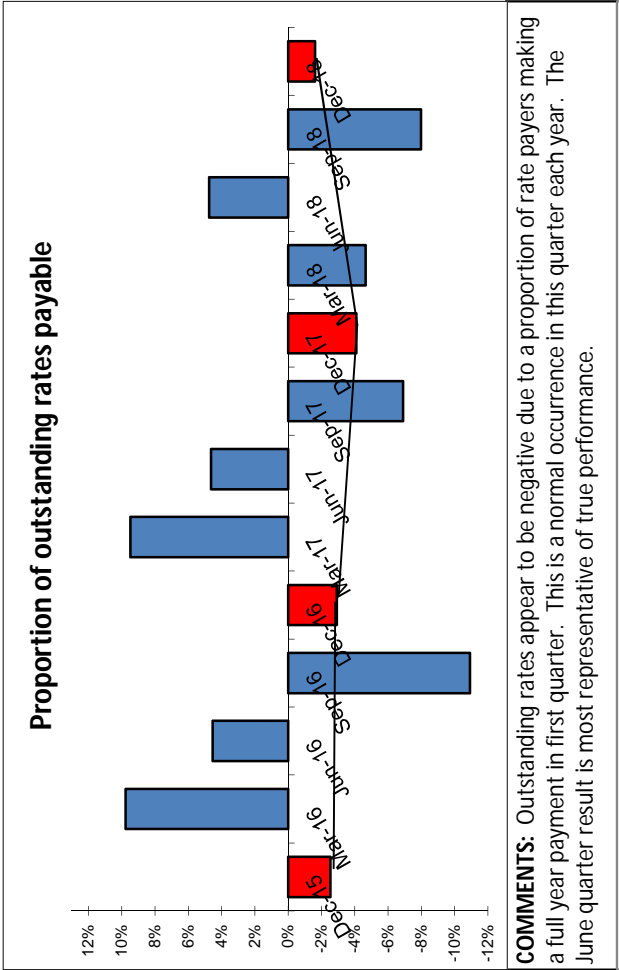 Proportion of outstanding rates payable
12%
10%
8%
6%
4%
2%
0%
-2%
-4%
-6%
-8%
-10%
-12%
Dec-15
Mar-16
Jun-16
Sep-16
Dec-16
Mar-17
Jun-17
Sep-17
Dec-17
Mar-18
Jun-18
Sep-18
Dec-18
COMMENTS: Outstanding rates appear to be negative due to a proportion of rate payers making
a full year payment in first quarter. This is a normal occurrence in this quarter each year. The
June quarter result is most representative of true performance.